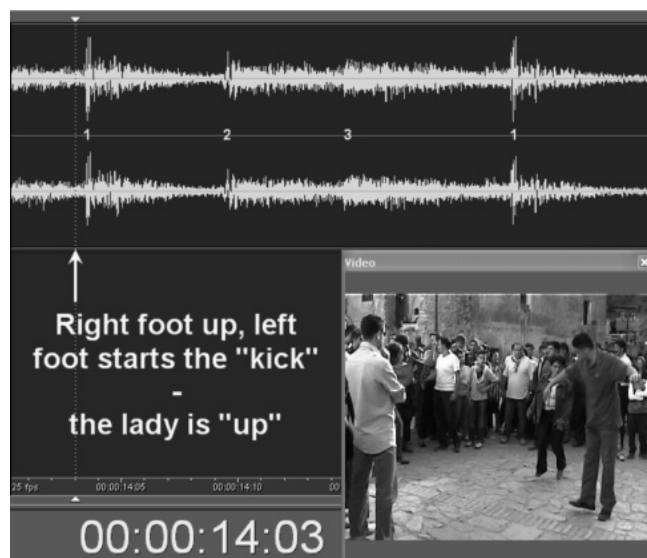 1 2 3 1
Video
Right foot up, left
foot starts the "kick"
-
the lady is "up"
25 fps 00:00:14:05 00:00:14:10 00
00:00:14:03